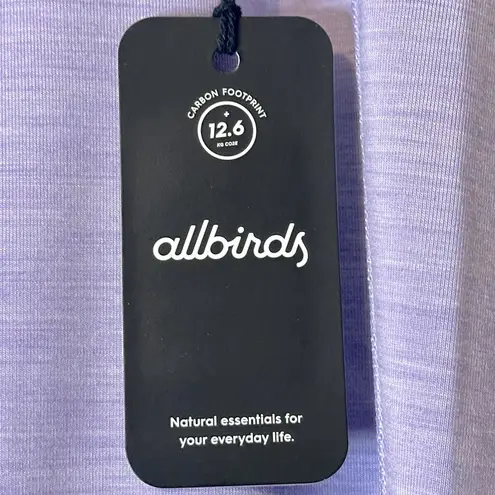 CARBON FOOTPRINT
+
12.6
KG CO2E
allbirds
Natural essentials for
your everyday life.